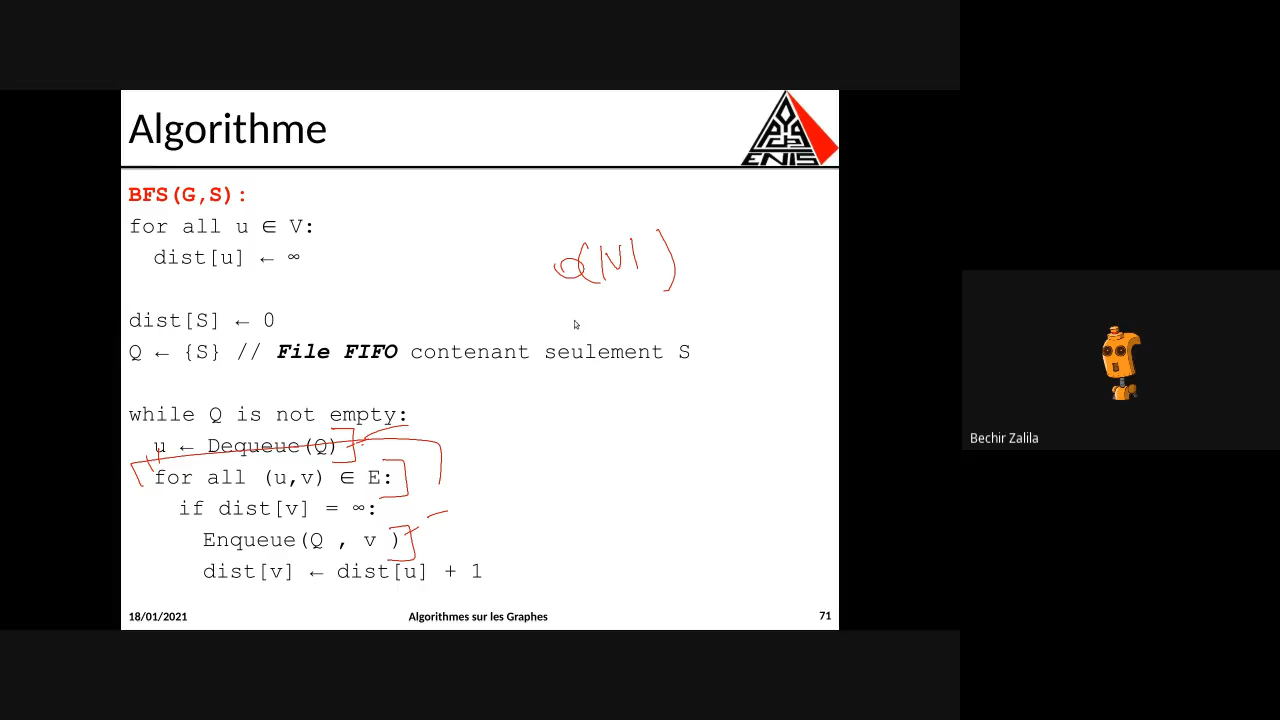 Algorithme
ENIS
BFS(G,S):
for all u ∈ V:
dist[u] ← ∞
O(|V| )
dist[S] ← 0
Q ← {S} // File FIFO contenant seulement S
while Q is not empty:
u ← Dequeue(Q)
for all (u,v) ∈ E:
if dist[v] = ∞:
Enqueue(Q , v )
dist[v] ← dist[u] + 1
18/01/2021
Algorithmes sur les Graphes
71
Bechir Zalila